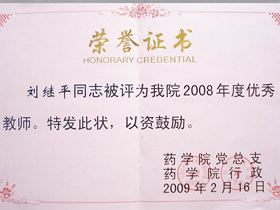 荣誉证书
HONORARY CREDENTIAL
刘继平同志被评为我院2008年度优秀
教师。特发此状，以资鼓励。
药学院党总支
药学院行政
2009年2月16日